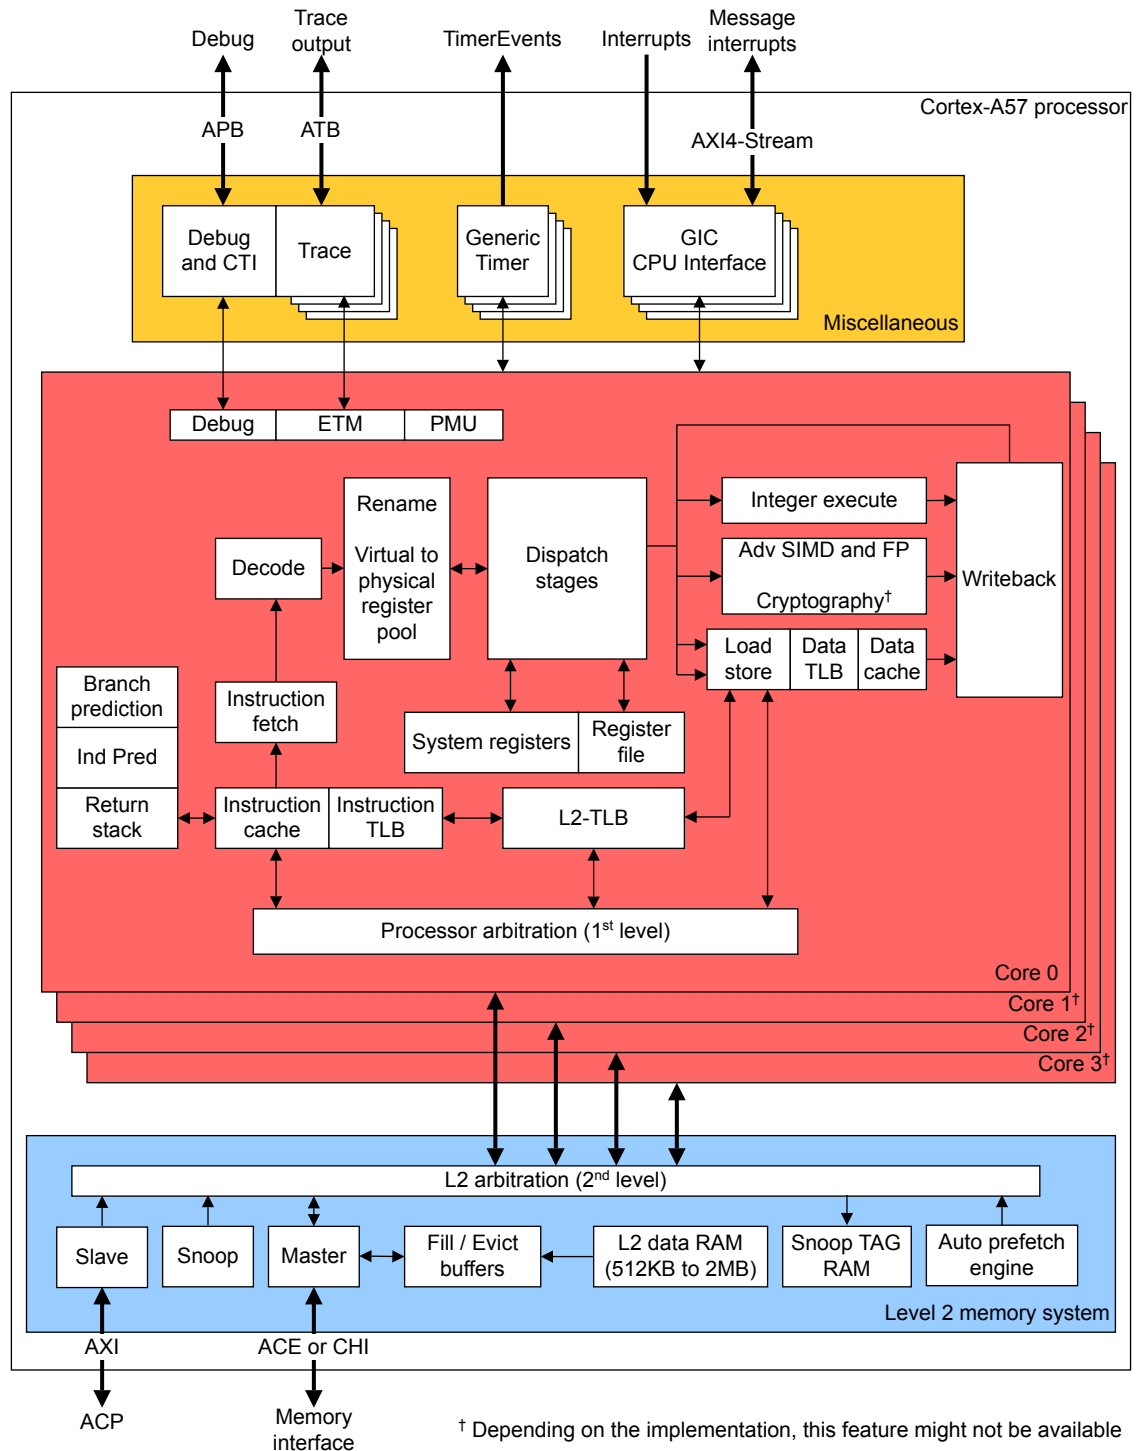 Debug
Trace
output
TimerEvents
Interrupts
Message
interrupts
Cortex-A57 processor
APB
ATB
AXI4-Stream
Debug
and CTI
Trace
Generic
Timer
GIC
CPU Interface
Miscellaneous
Debug
ETM
PMU
Rename
Virtual to
physical
register
pool
Dispatch
stages
Integer execute
Adv SIMD and FP
Cryptography†
Writeback
Decode
Load
store
Data
TLB
Data
cache
Branch
prediction
Ind Pred
Return
stack
Instruction
fetch
System registers
Register
file
Instruction
cache
Instruction
TLB
L2-TLB
Processor arbitration (1st level)
Core 0
Core 1†
Core 2†
Core 3†
L2 arbitration (2nd level)
Slave
Snoop
Master
Fill / Evict
buffers
L2 data RAM
(512KB to 2MB)
Snoop TAG
RAM
Auto prefetch
engine
Level 2 memory system
AXI
ACE or CHI
ACP
Memory
interface
† Depending on the implementation, this feature might not be available